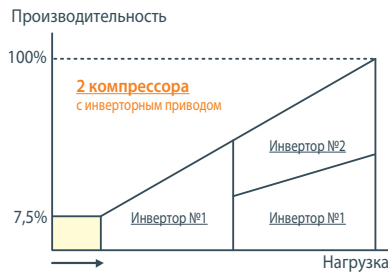 Производительность
100%
2 компрессора
с инверторным приводом
Инвертор №2
7,5%
Инвертор №1
Инвертор №1
Нагрузка